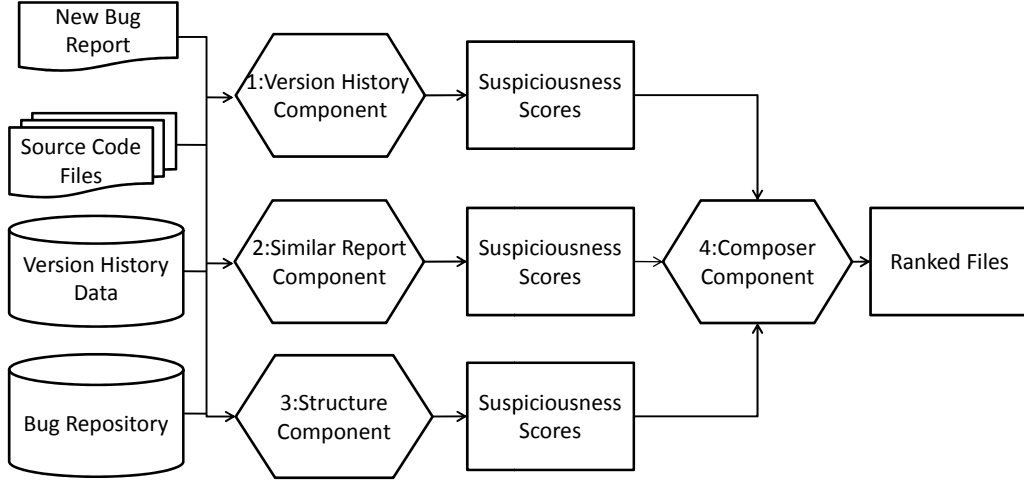 New Bug
Report
Source Code
Files
Version History
Data
Bug Repository
1:Version History
Component
2:Similar Report
Component
3:Structure
Component
Suspiciousness
Scores
Suspiciousness
Scores
Suspiciousness
Scores
4:Composer
Component
Ranked Files